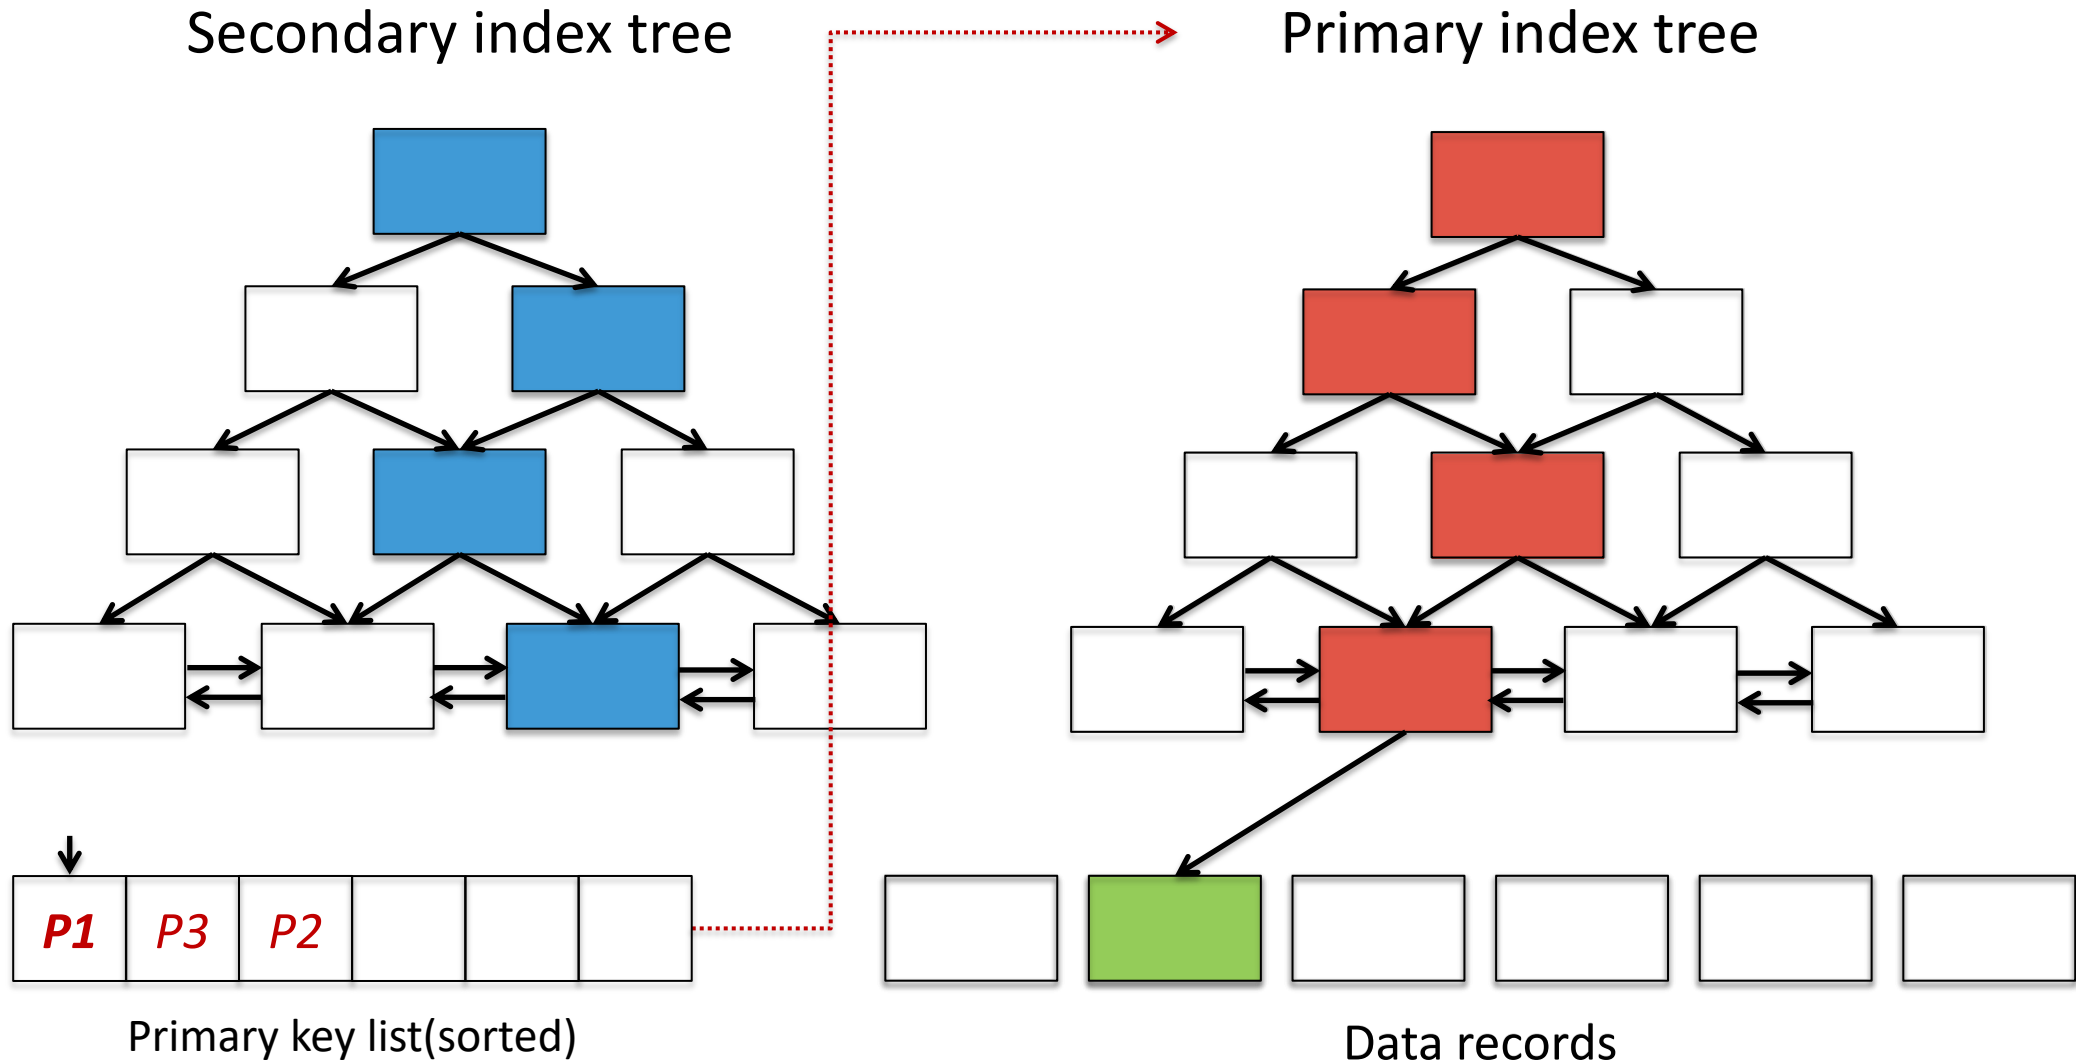 Secondary index tree
Primary index tree
P1 P3 P2
Primary key list(sorted)
Data records